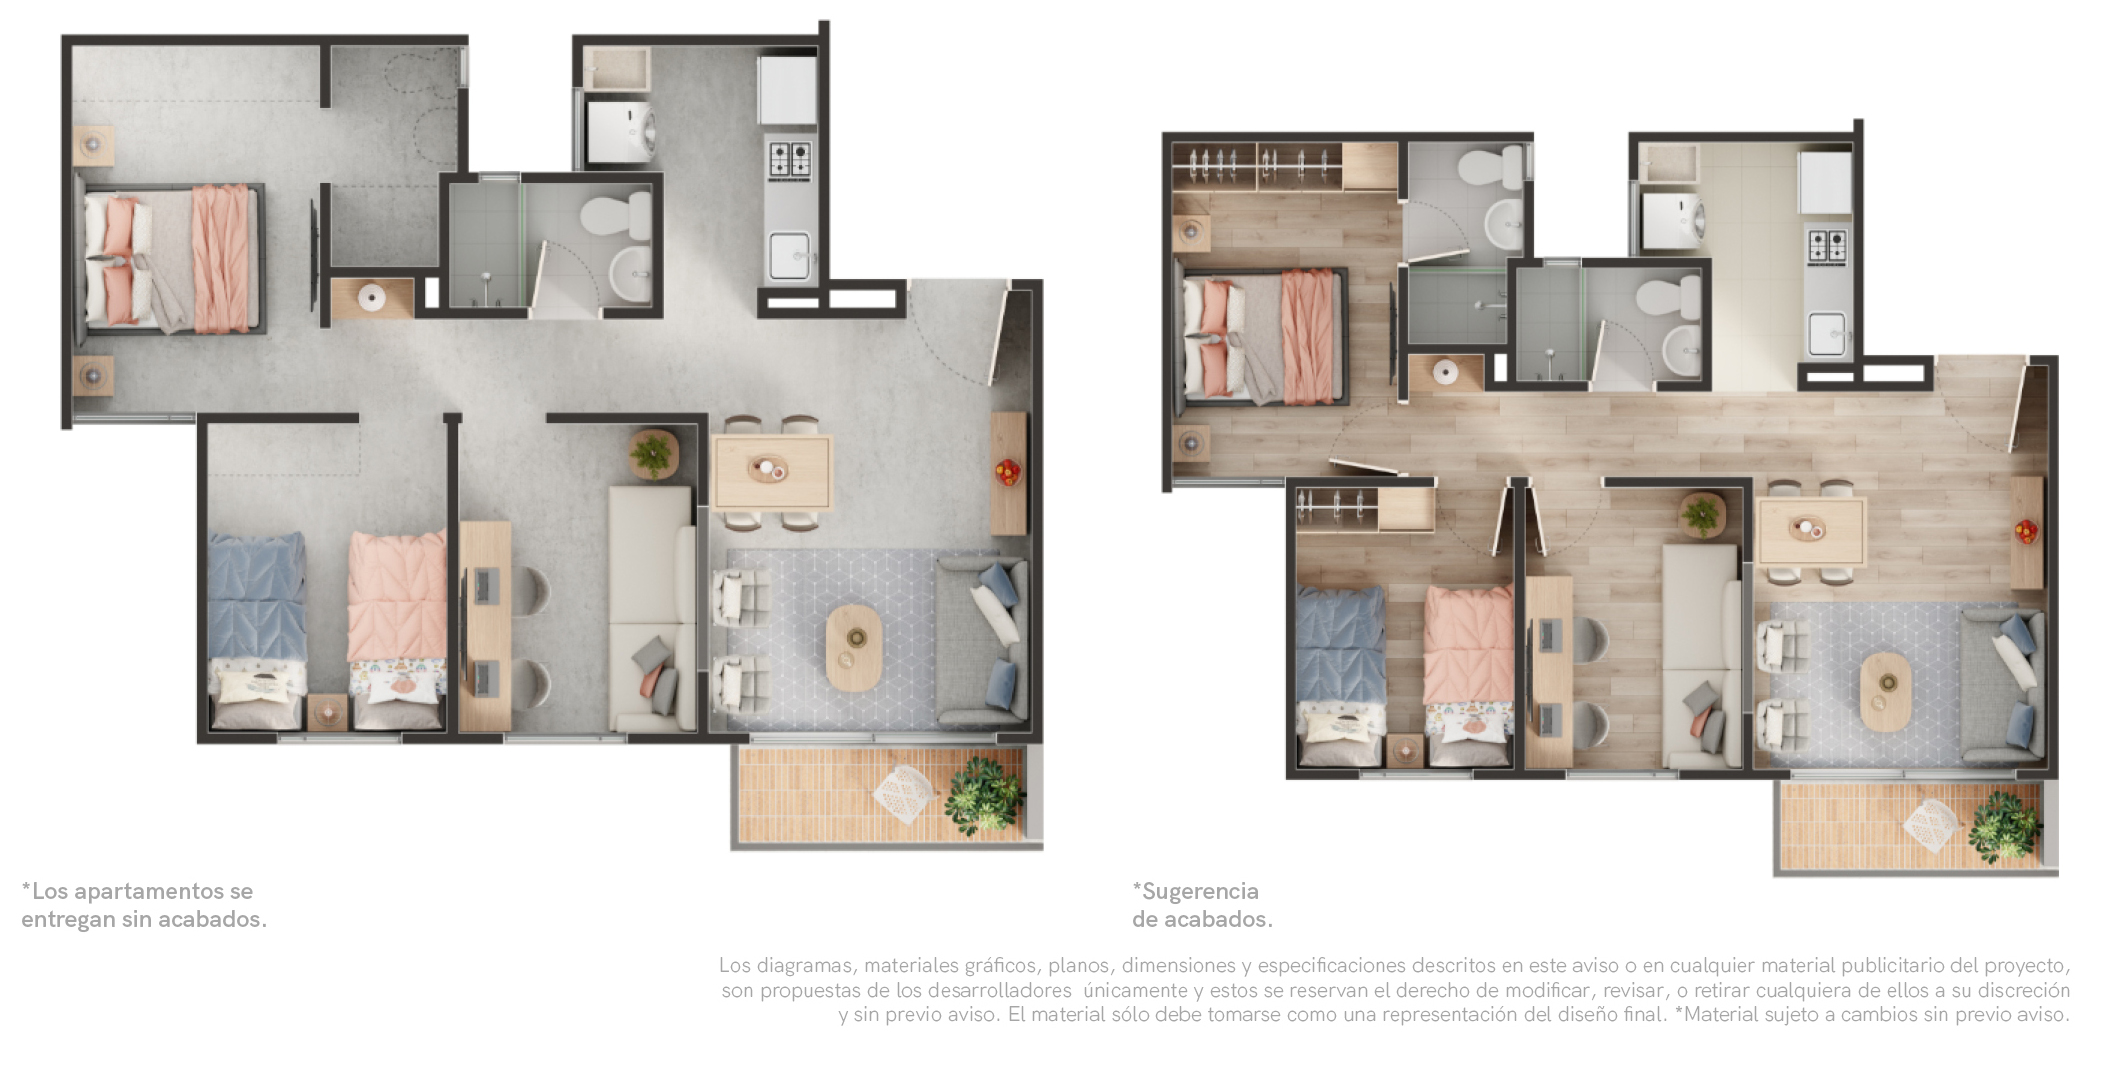 *Los apartamentos se
entregan sin acabados.
*Sugerencia
de acabados.
Los diagramas, materiales gráficos, planos, dimensiones y especificaciones descritos en este aviso o en cualquier material publicitario del proyecto,
son propuestas de los desarrolladores  únicamente y estos se reservan el derecho de modificar, revisar, o retirar cualquiera de ellos a su discreción
y sin previo aviso. El material sólo debe tomarse como una representación del diseño final. *Material sujeto a cambios sin previo aviso.